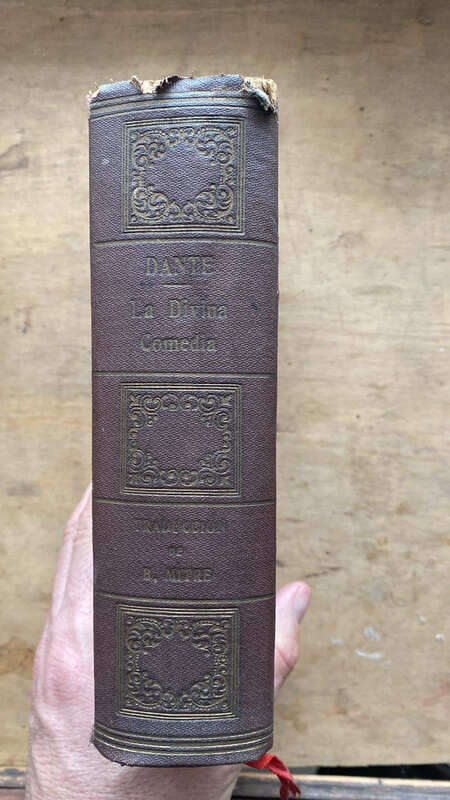 DANTE
La Divina
Comedia
TRADUCCION
DE
B. MITRE